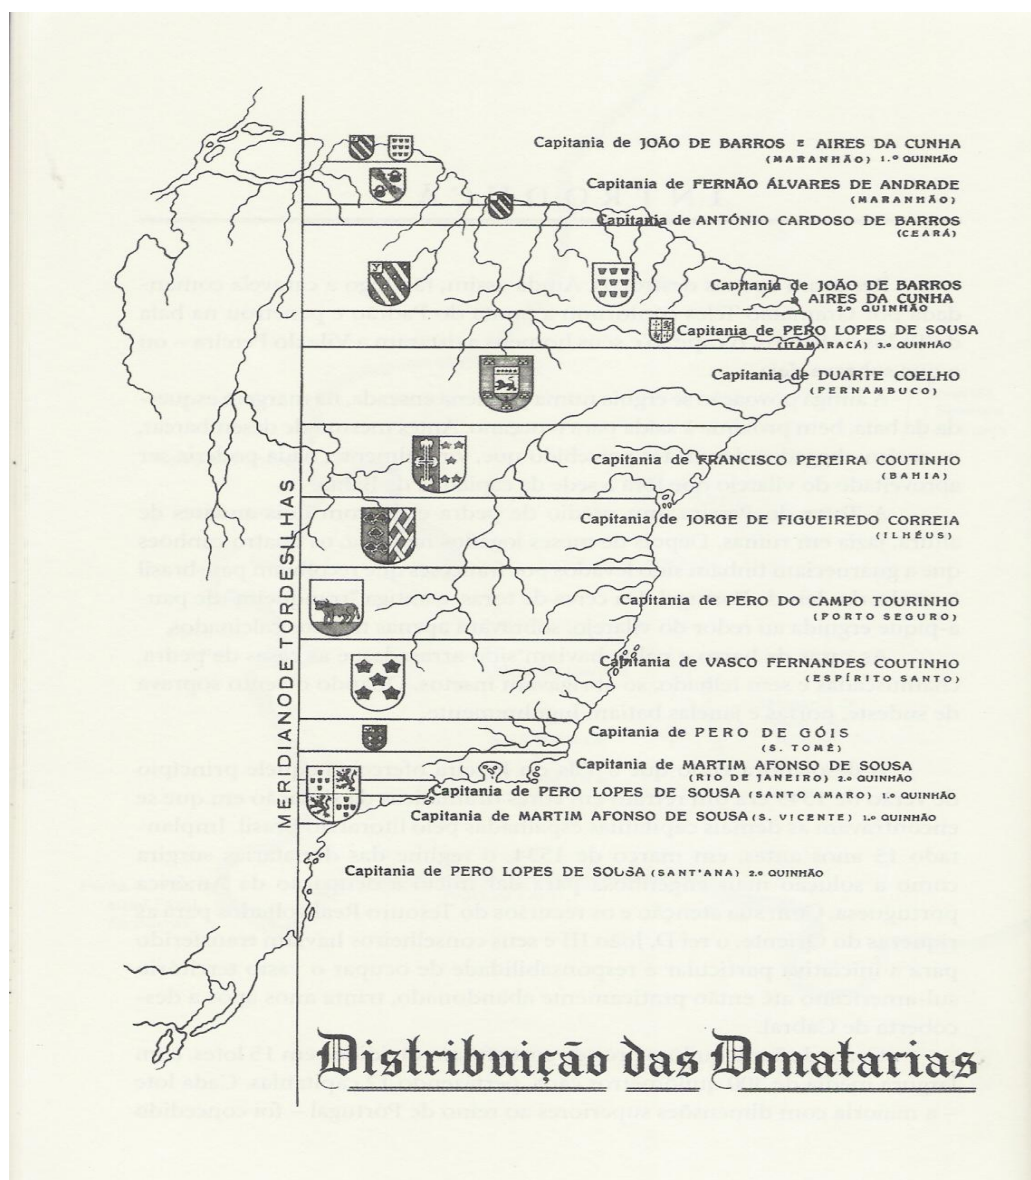 Capitania de JOÃO DE BARROS E AIRES DA CUNHA
(MARANHÃO) 1.º QUINHÃO
Capitania de FERNÃO ÁLVARES DE ANDRADE
(MARANHÃO)
Capitania de ANTÓNIO CARDOSO DE BARROS
(CEARÁ)
Capitania de JOÃO DE BARROS
AIRES DA CUNHA
2.º QUINHÃO
Capitania de PERO LOPES DE SOUSA
(ITAMARACÁ) 3.º QUINHÃO
Capitania de DUARTE COELHO
(PERNAMBUCO)
Capitania de FRANCISCO PEREIRA COUTINHO
(BAHIA)
MERIDIANO DE TORDESILHAS
Capitania de JORGE DE FIGUEIREDO CORREIA
(ILHÉUS)
Capitania de PERO DO CAMPO TOURINHO
(PORTO SEGURO)
Capitania de VASCO FERNANDES COUTINHO
(ESPÍRITO SANTO)
Capitania de PERO DE GÓIS
(S. TOMÉ)
Capitania de MARTIM AFONSO DE SOUSA
(RIO DE JANEIRO) 2.º QUINHÃO
Capitania de PERO LOPES DE SOUSA (SANTO AMARO) 1.º QUINHÃO
Capitania de MARTIM AFONSO DE SOUSA (S. VICENTE) 1.º QUINHÃO
Capitania de PERO LOPES DE SOUSA (SANT'ANA) 2.º QUINHÃO
Distribuição das Donatarias